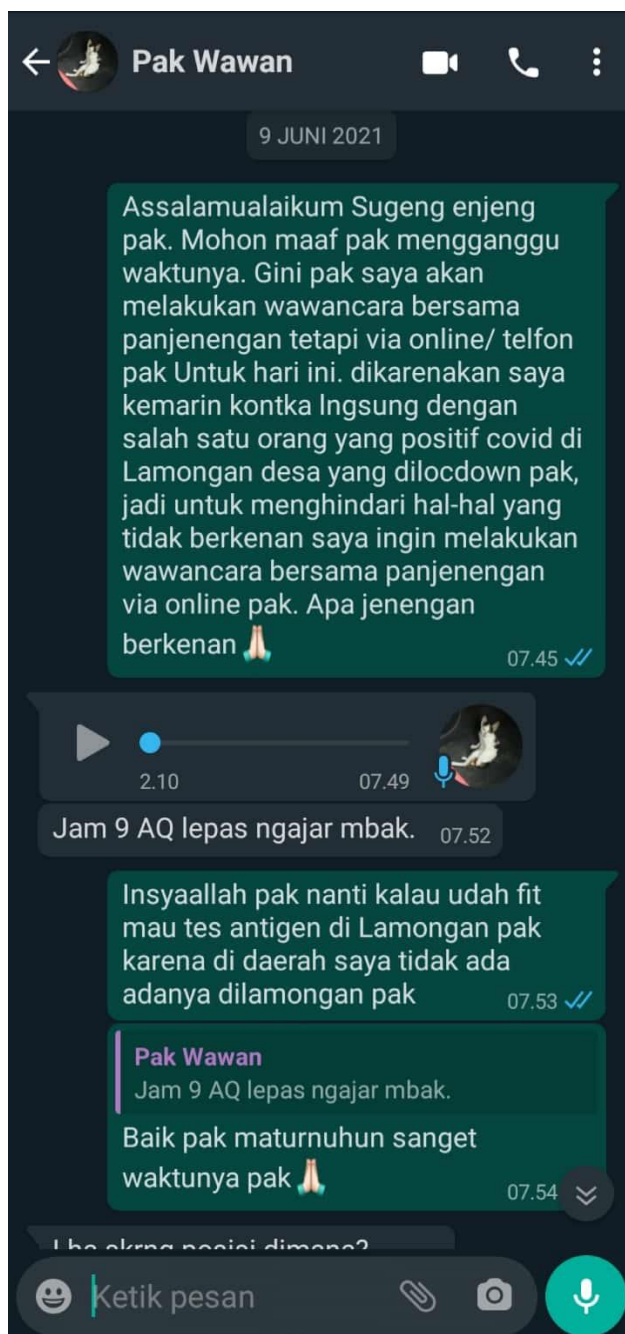 Pak Wawan
9 JUNI 2021
Assalamualaikum Sugeng enjeng
pak. Mohon maaf pak mengganggu
waktunya. Gini pak saya akan
melakukan wawancara bersama
panjenengan tetapi via online/ telfon
pak Untuk hari ini. dikarenakan saya
kemarin kontka Ingsung dengan
salah satu orang yang positif covid di
Lamongan desa yang dilocdown pak,
jadi untuk menghindari hal-hal yang
tidak berkenan saya ingin melakukan
wawancara bersama panjenengan
via online pak. Apa jenengan
berkenan🙏🏻
07.45
2.10 07.49
Jam 9 AQ lepas ngajar mbak. 07.52
Insyaallah pak nanti kalau udah fit
mau tes antigen di Lamongan pak
karena di daerah saya tidak ada
adanya dilamongan pak 07.53
Pak Wawan
Jam 9 AQ lepas ngajar mbak.
Baik pak maturnuhun sanget
waktunya pak🙏🏻 07.54
Lha skrng posisi dimana?
Ketik pesan